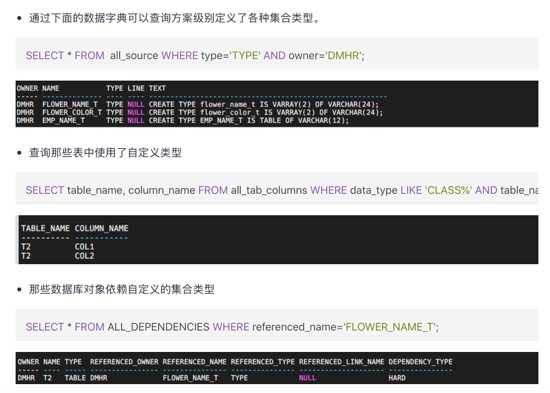 • 通过下面的数据字典可以查询方案级别定义了各种集合类型。
SELECT * FROM  all_source WHERE type='TYPE' AND owner='DMHR';
OWNER NAME           TYPE LINE TEXT
----- -------------- ---- ---- --------------------------------------------------------
DMHR  FLOWER_NAME_T  TYPE NULL CREATE TYPE flower_name_t IS VARRAY(2) OF VARCHAR(24);
DMHR  FLOWER_COLOR_T TYPE NULL CREATE TYPE flower_color_t IS VARRAY(2) OF VARCHAR(24);
DMHR  EMP_NAME_T     TYPE NULL CREATE TYPE EMP_NAME_T IS TABLE OF VARCHAR(12);
• 查询那些表中使用了自定义类型
SELECT table_name, column_name FROM all_tab_columns WHERE data_type LIKE 'CLASS%' AND table_na
TABLE_NAME COLUMN_NAME
---------- -----------
T2         COL1
T2         COL2
• 那些数据库对象依赖自定义的集合类型
SELECT * FROM ALL_DEPENDENCIES WHERE referenced_name='FLOWER_NAME_T';
OWNER NAME TYPE  REFERENCED_OWNER REFERENCED_NAME REFERENCED_TYPE REFERENCED_LINK_NAME DEPENDENCY_TYPE
----- ---- ----- ---------------- --------------- --------------- -------------------- ---------------
DMHR  T2   TABLE DMHR             FLOWER_NAME_T   TYPE            NULL                 HARD